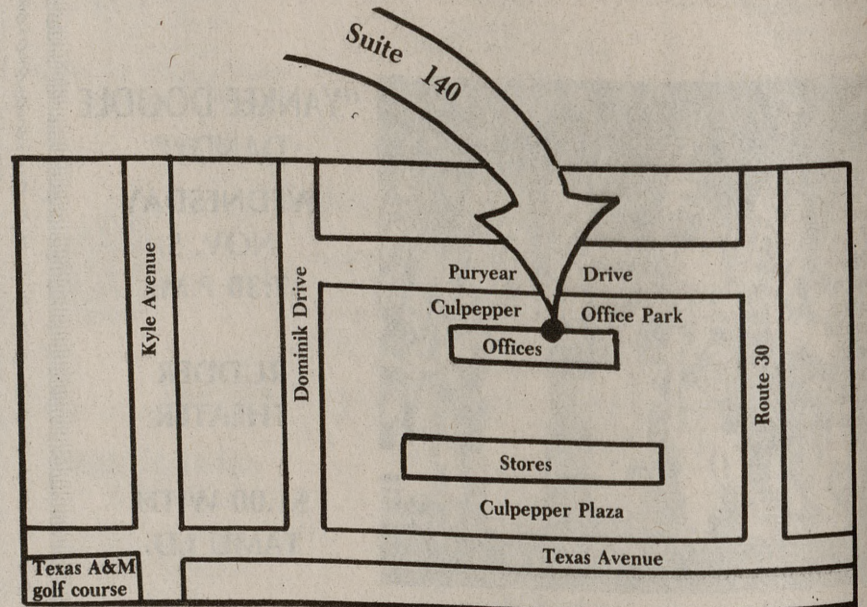 Suite 140
Kyle Avenue
Dominik Drive
Puryear Drive
Culpepper Office Park
Offices
Route 30
Stores
Culpepper Plaza
Texas Avenue
Texas A&M
golf course